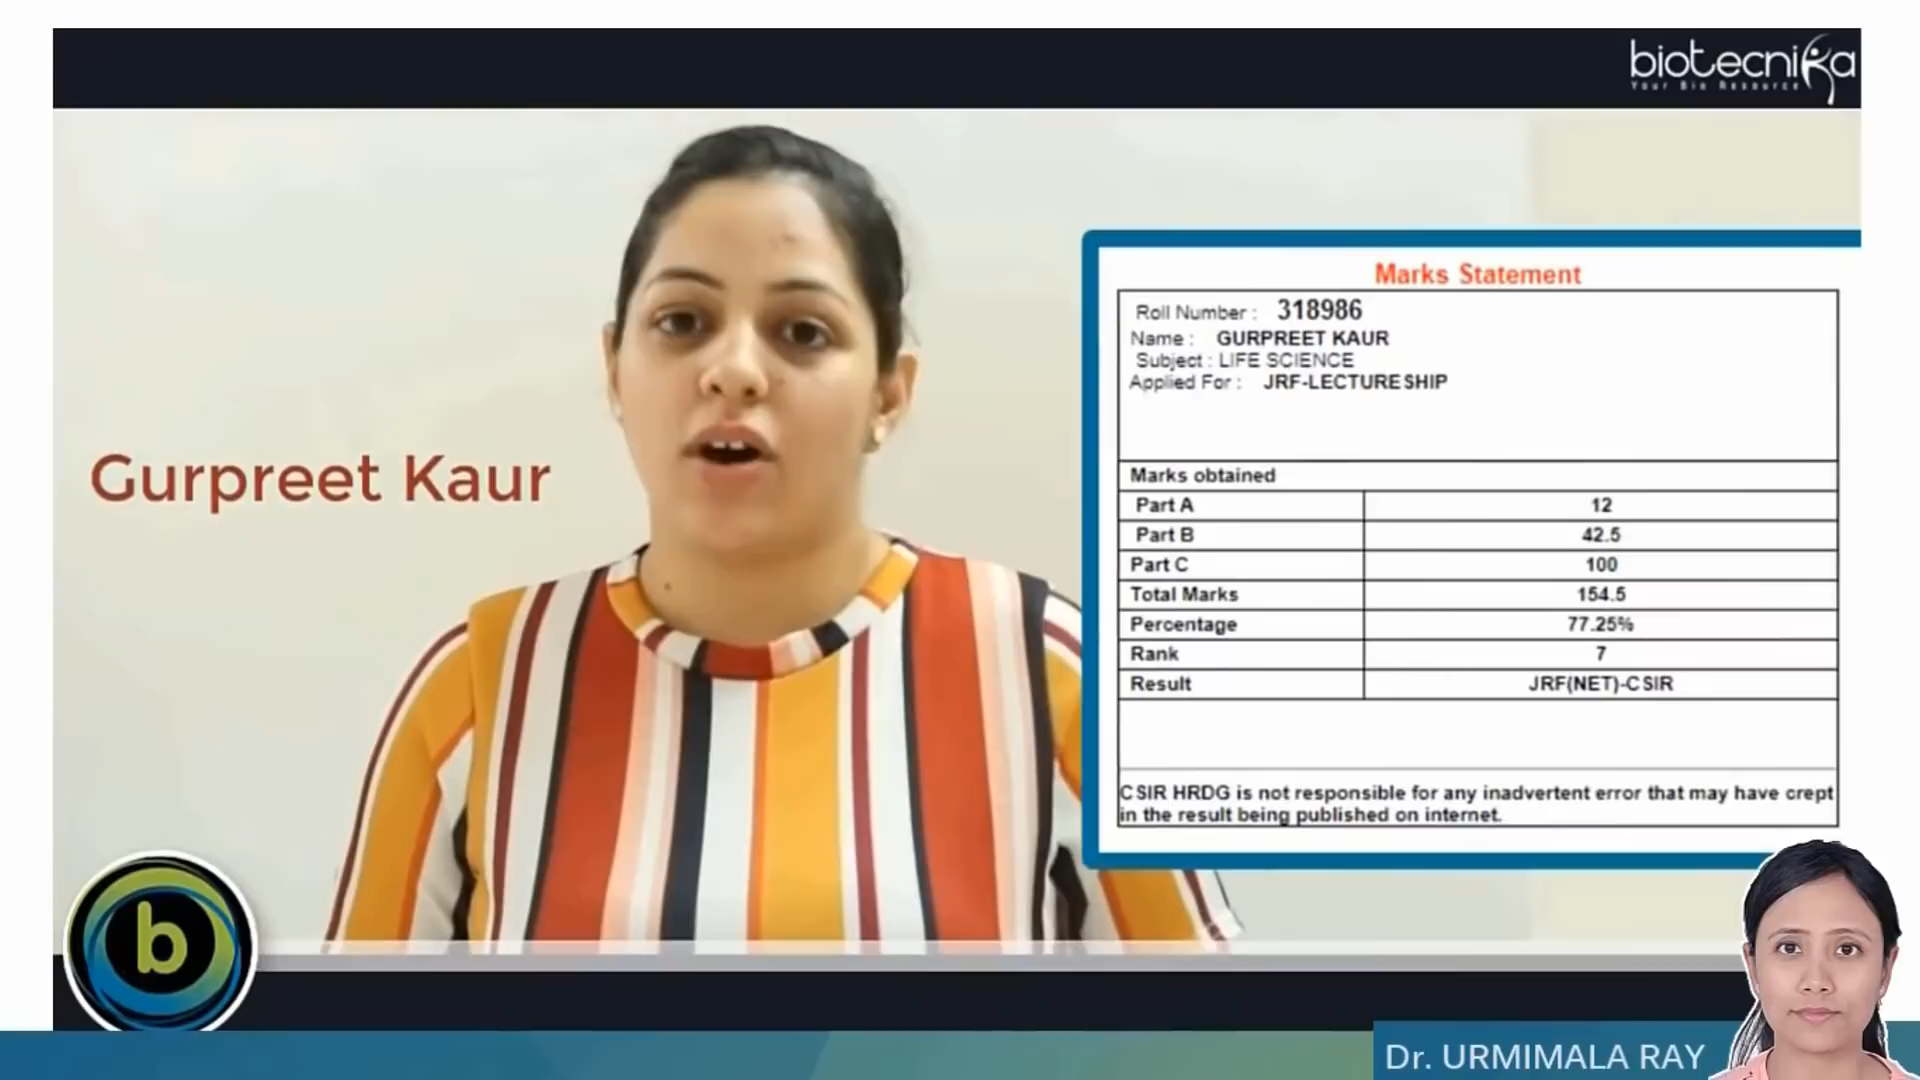 biotecnika
Your Bio Resource
Gurpreet Kaur
Marks Statement
Roll Number : 318986
Name : GURPREET KAUR
Subject : LIFE SCIENCE
Applied For : JRF-LECTURESHIP
Marks obtained
Part A 12
Part B 42.5
Part C 100
Total Marks 154.5
Percentage 77.25%
Rank 7
Result JRF(NET)-CSIR
CSIR HRDG is not responsible for any inadvertent error that may have crept
in the result being published on internet.
b
Dr. URMIMALA RAY